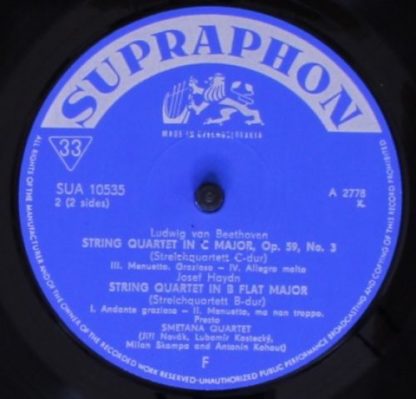 SUPRAPHON
MADE IN CZECHOSLOVAKIA
33
SUA 10535
2 (2 sides)
A 2778
K.
Ludwig van Beethoven
STRING QUARTET IN C MAJOR, Op. 59, No. 3
(Streichquartett C-dur)
III. Menuetto. Grazioso - IV. Allegro molto
Josef Haydn
STRING QUARTET IN B FLAT MAJOR
(Streichquartett B-dur)
I. Andante grazioso - II. Menuetto, ma non troppo.
Presto
SMETANA QUARTET
(Jiří Novák, Lubomír Kostecký,
Milan Škampa and Antonín Kohout)
F
ALL RIGHTS OF THE MANUFACTURER AND OF THE OWNER OF THE RECORDED WORK RESERVED·UNAUTHORIZED PUBLIC PERFORMANCE BROADCASTING AND COPYING OF THIS RECORD PROHIBITED